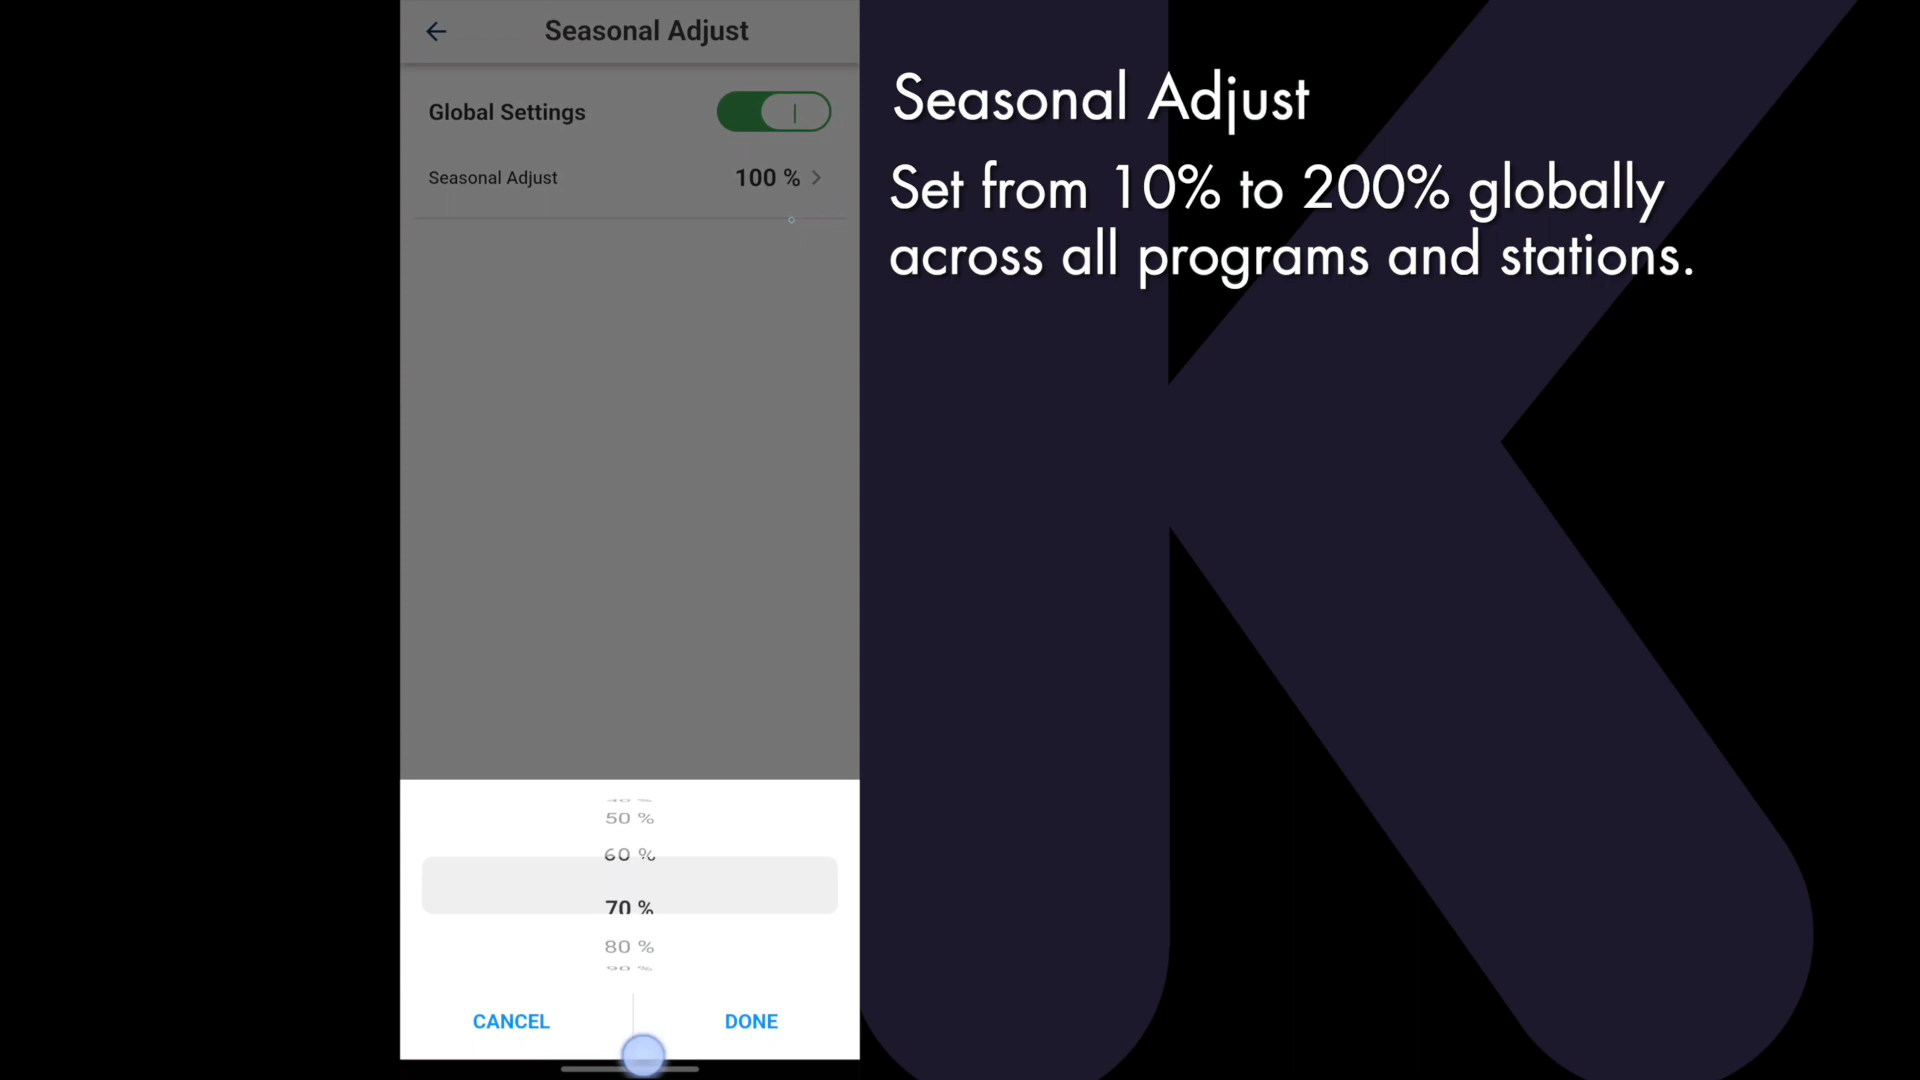 Seasonal Adjust
Global Settings
Seasonal Adjust 100 %
50 %
60 %
70 %
80 %
90 %
CANCEL DONE
Seasonal Adjust
Set from 10% to 200% globally
across all programs and stations.